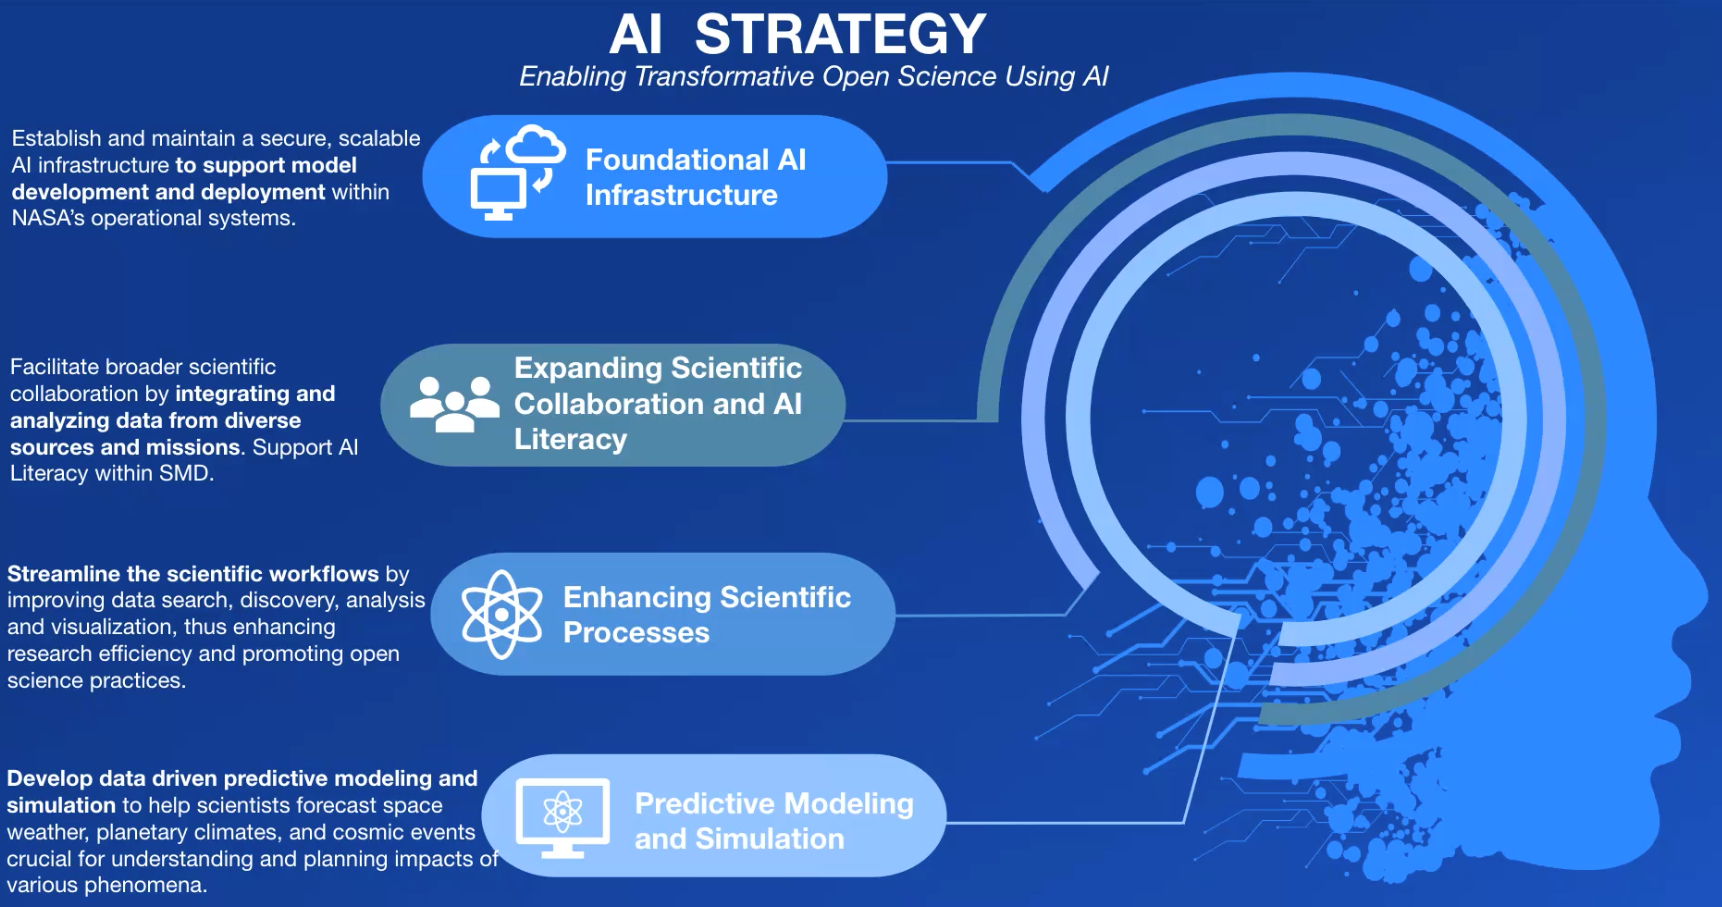 AI STRATEGY
Enabling Transformative Open Science Using AI
Establish and maintain a secure, scalable
AI infrastructure to support model
development and deployment within
NASA’s operational systems.
Foundational AI
Infrastructure
Facilitate broader scientific
collaboration by integrating and
analyzing data from diverse
sources and missions. Support AI
Literacy within SMD.
Expanding Scientific
Collaboration and AI
Literacy
Streamline the scientific workflows by
improving data search, discovery, analysis
and visualization, thus enhancing
research efficiency and promoting open
science practices.
Enhancing Scientific
Processes
Develop data driven predictive modeling and
simulation to help scientists forecast space
weather, planetary climates, and cosmic events
crucial for understanding and planning impacts of
various phenomena.
Predictive Modeling
and Simulation